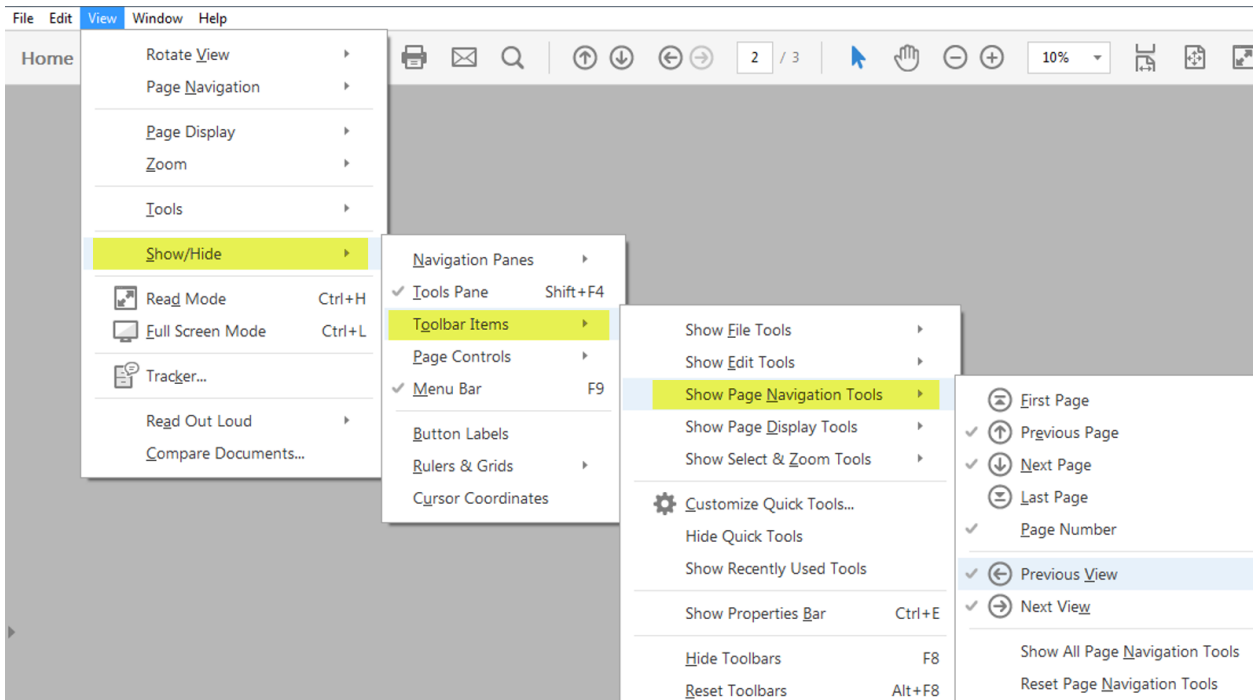 File Edit View Window Help
Home 2 / 3 10%
Rotate View
Page Navigation
Page Display
Zoom
Tools
Show/Hide
Read Mode Ctrl+H
Full Screen Mode Ctrl+L
Tracker...
Read Out Loud
Compare Documents...
Navigation Panes
Tools Pane Shift+F4
Toolbar Items
Page Controls
Menu Bar F9
Button Labels
Rulers & Grids
Cursor Coordinates
Show File Tools
Show Edit Tools
Show Page Navigation Tools
Show Page Display Tools
Show Select & Zoom Tools
Customize Quick Tools...
Hide Quick Tools
Show Recently Used Tools
Show Properties Bar Ctrl+E
Hide Toolbars F8
Reset Toolbars Alt+F8
First Page
Previous Page
Next Page
Last Page
Page Number
Previous View
Next View
Show All Page Navigation Tools
Reset Page Navigation Tools